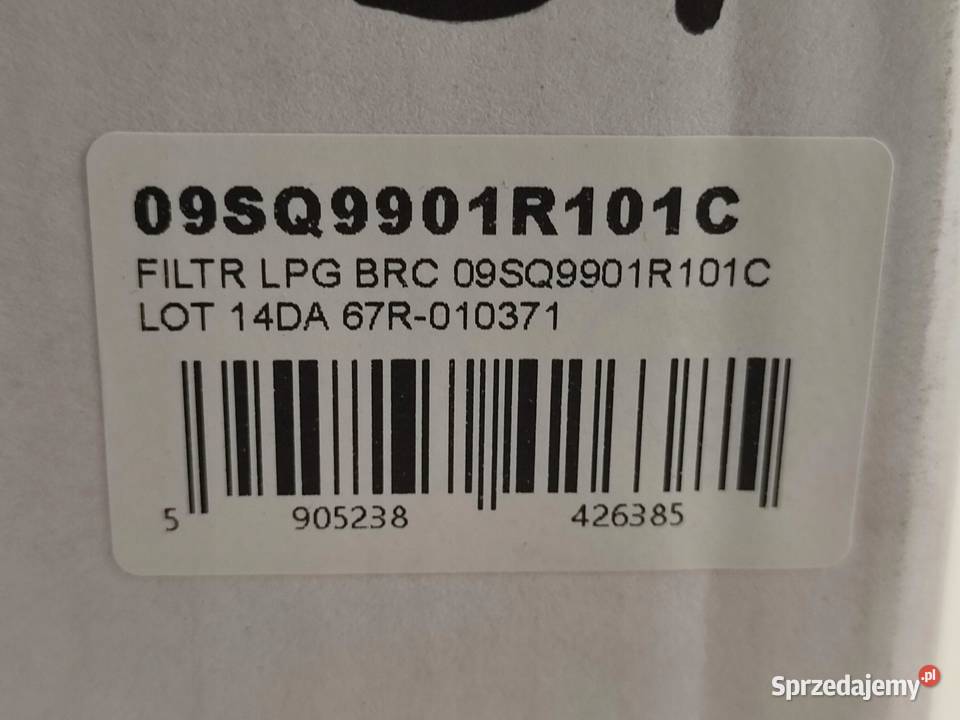 09SQ9901R101C
FILTR LPG BRC 09SQ9901R101C
LOT 14DA 67R-010371
5 905238 426385
Sprzedajemy.pl